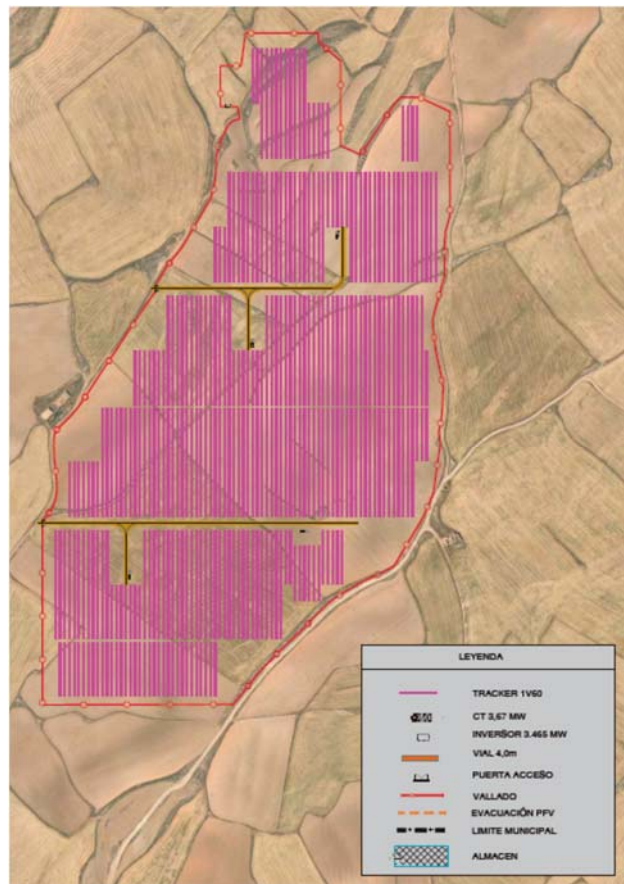 LEYENDA
TRACKER 1V60
CT 3,67 MW
INVERSOR 3.465 MW
VIAL 4,0m
PUERTA ACCESO
VALLADO
EVACUACIÓN PFV
LIMITE MUNICIPAL
ALMACEN